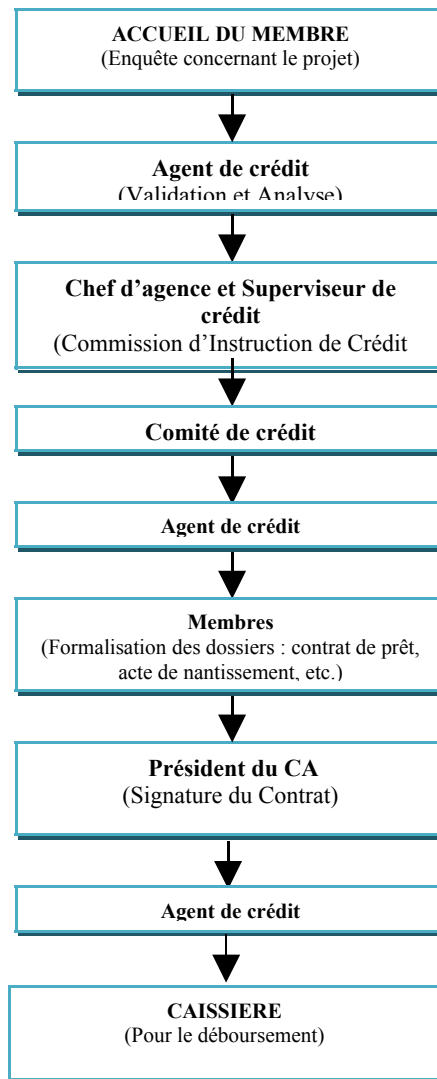 ACCUEIL DU MEMBRE
(Enquête concernant le projet)
Agent de crédit
(Validation et Analyse)
Chef d'agence et Superviseur de
crédit
(Commission d'Instruction de Crédit
Comité de crédit
Agent de crédit
Membres
(Formalisation des dossiers : contrat de prêt,
acte de nantissement, etc.)
Président du CA
(Signature du Contrat)
Agent de crédit
CAISSIERE
(Pour le déboursement)